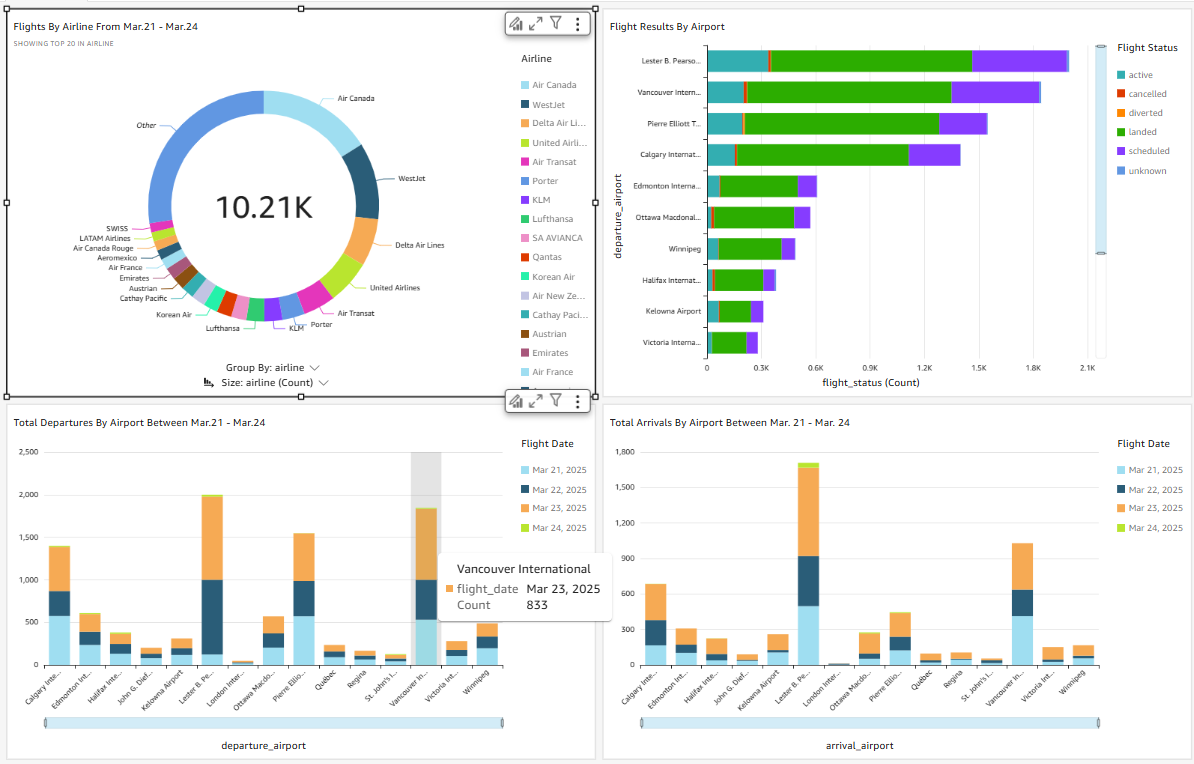 Flights By Airline From Mar.21 - Mar.24
SHOWING TOP 20 IN AIRLINE
Air Canada
WestJet
Delta Air Lines
United Airlines
Air Transat
Porter
KLM
Lufthansa
Korean Air
Cathay Pacific
Austrian
Emirates
Air France
Aeromexico
Air Canada Rouge
LATAM Airlines
SWISS
Other
10.21K
Group By: airline
Size: airline (Count)
Airline
Air Canada
WestJet
Delta Air Li...
United Airli...
Air Transat
Porter
KLM
Lufthansa
SA AVIANCA
Qantas
Korean Air
Air New Ze...
Cathay Paci...
Austrian
Emirates
Air France
Flight Results By Airport
departure_airport
Lester B. Pearso...
Vancouver Intern...
Pierre Elliott T...
Calgary Internat...
Edmonton Interna...
Ottawa Macdonal...
Winnipeg
Halifax Internat...
Kelowna Airport
Victoria Interna...
0 0.3K 0.6K 0.9K 1.2K 1.5K 1.8K 2.1K
flight_status (Count)
Flight Status
active
cancelled
diverted
landed
scheduled
unknown
Total Departures By Airport Between Mar.21 - Mar.24
2,500
2,000
1,500
1,000
500
0
Calgary Inte...
Edmonton Int...
Halifax Inte...
John G. Dief...
Kelowna Airport
Lester B. Pe...
London Inter...
Ottawa Macdo...
Pierre Ellio...
Québec
Regina
St. John's I...
Vancouver In...
Victoria Int...
Winnipeg
departure_airport
Flight Date
Mar 21, 2025
Mar 22, 2025
Mar 23, 2025
Mar 24, 2025
Vancouver International
flight_date Mar 23, 2025
Count 833
Total Arrivals By Airport Between Mar. 21 - Mar. 24
1,800
1,500
1,200
900
600
300
0
Calgary Inte...
Edmonton Int...
Halifax Inte...
John G. Dief...
Kelowna Airport
Lester B. Pe...
London Inter...
Ottawa Macdo...
Pierre Ellio...
Québec
Regina
St. John's I...
Vancouver In...
Victoria Int...
Winnipeg
arrival_airport
Flight Date
Mar 21, 2025
Mar 22, 2025
Mar 23, 2025
Mar 24, 2025